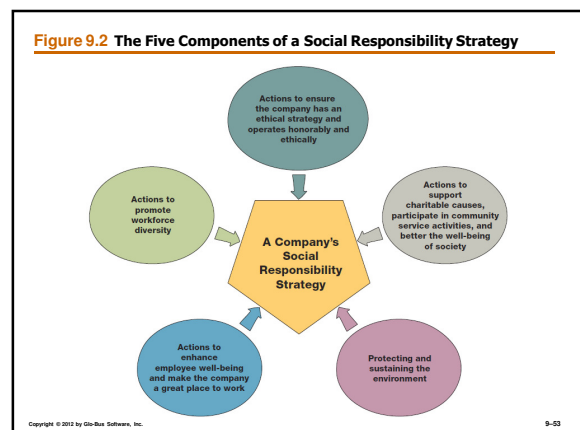 Figure 9.2 The Five Components of a Social Responsibility Strategy
Actions to ensure
the company has an
ethical strategy and
operates honorably and
ethically
Actions to
promote
workforce
diversity
Actions to
support
charitable causes,
participate in community
service activities, and
better the well-being
of society
A Company's
Social
Responsibility
Strategy
Actions to
enhance
employee well-being
and make the company
a great place to work
Protecting and
sustaining the
environment
Copyright © 2012 by Glo-Bus Software, Inc.
9–53